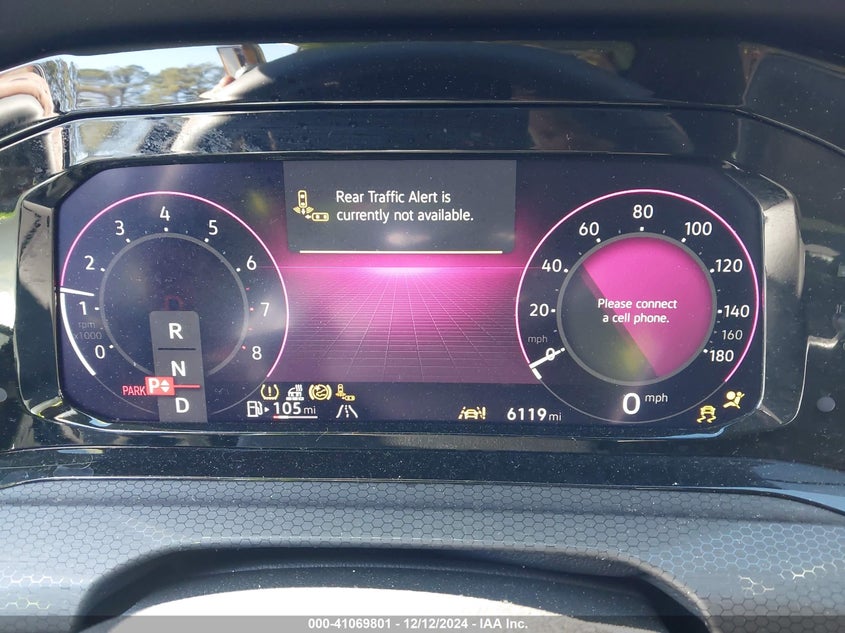 Rear Traffic Alert is
currently not available.
4
3
5
2
6
1
7
rpm
x1000
0
8
R
N
PARK P
D
105 mi
80
60
100
40
120
20
140
mph
160
0
180
Please connect
a cell phone.
6119 mi
0 mph
000-41069801 - 12/12/2024 - IAA Inc.